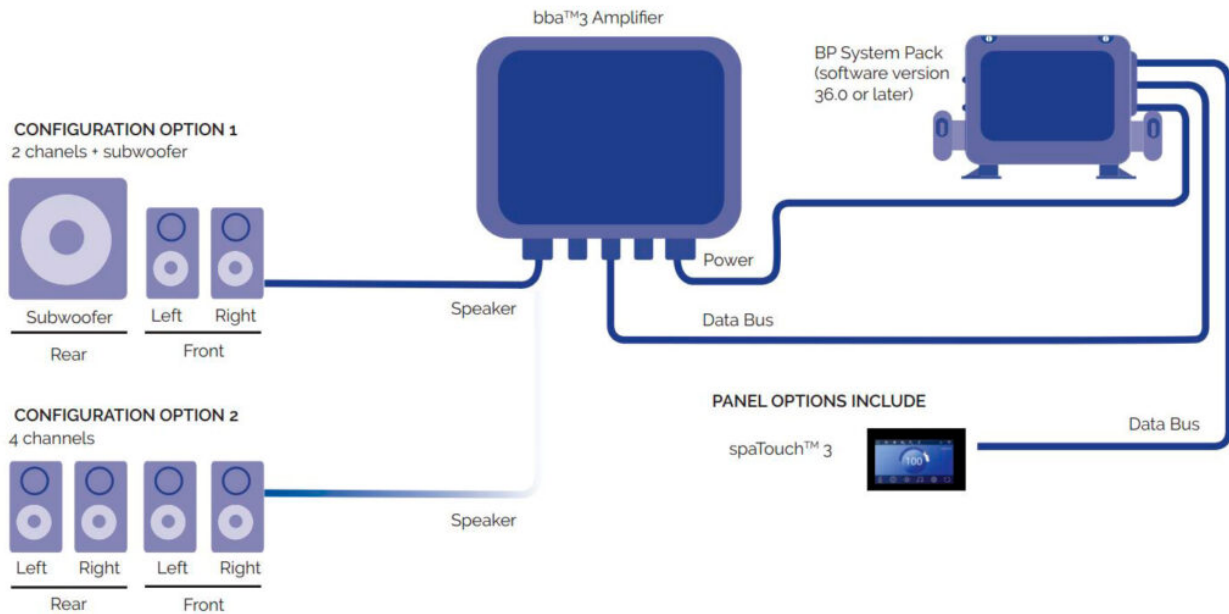 bba™3 Amplifier
BP System Pack
(software version
36.0 or later)
CONFIGURATION OPTION 1
2 chanels + subwoofer
Power
Speaker
Subwoofer
Left
Right
Data Bus
Rear
Front
CONFIGURATION OPTION 2
4 channels
PANEL OPTIONS INCLUDE
Data Bus
spaTouch™ 3
100
Speaker
Left
Right
Left
Right
Rear
Front